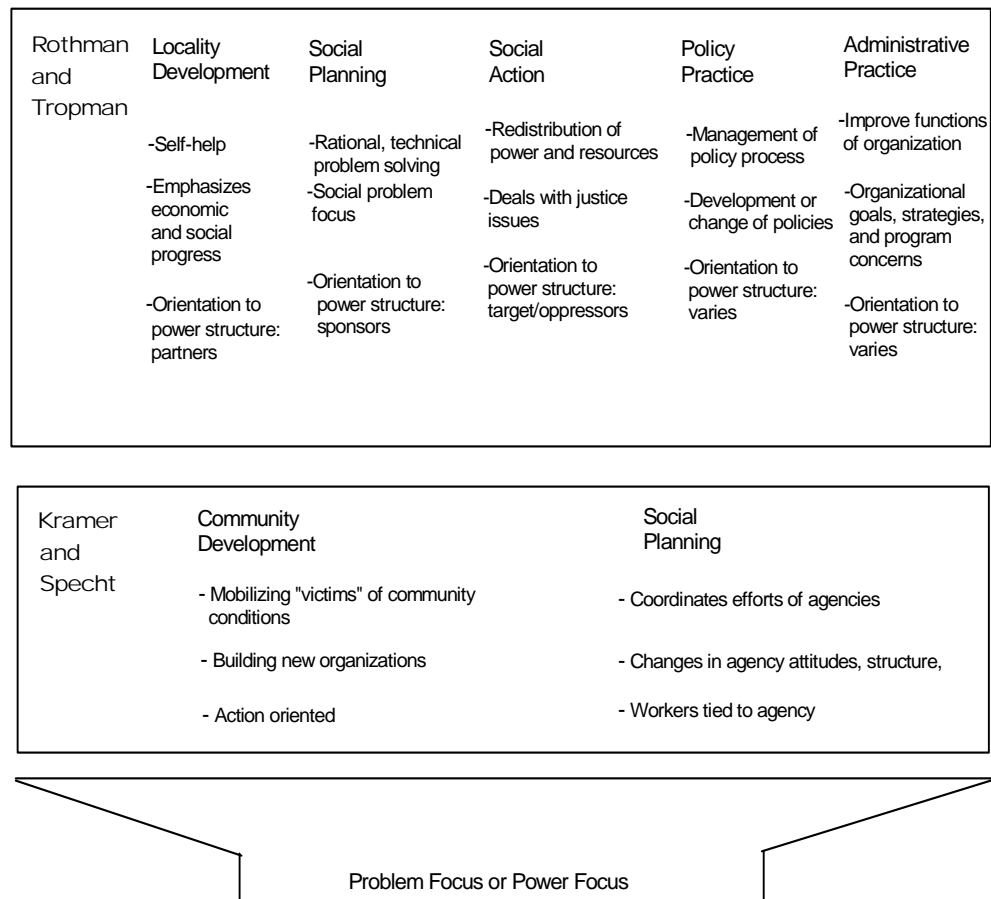 Rothman
and
Tropman
Locality
Development
-Self-help
-Emphasizes
economic
and social
progress
-Orientation to
power structure:
partners
Social
Planning
-Rational, technical
problem solving
-Social problem
focus
-Orientation to
power structure:
sponsors
Social
Action
-Redistribution of
power and resources
-Deals with justice
issues
-Orientation to
power structure:
target/oppressors
Policy
Practice
-Management of
policy process
-Development or
change of policies
-Orientation to
power structure:
varies
Administrative
Practice
-Improve functions
of organization
-Organizational
goals, strategies,
and program
concerns
-Orientation to
power structure:
varies
Kramer
and
Specht
Community
Development
- Mobilizing "victims" of community
conditions
- Building new organizations
- Action oriented
Social
Planning
- Coordinates efforts of agencies
- Changes in agency attitudes, structure,
- Workers tied to agency
Problem Focus or Power Focus